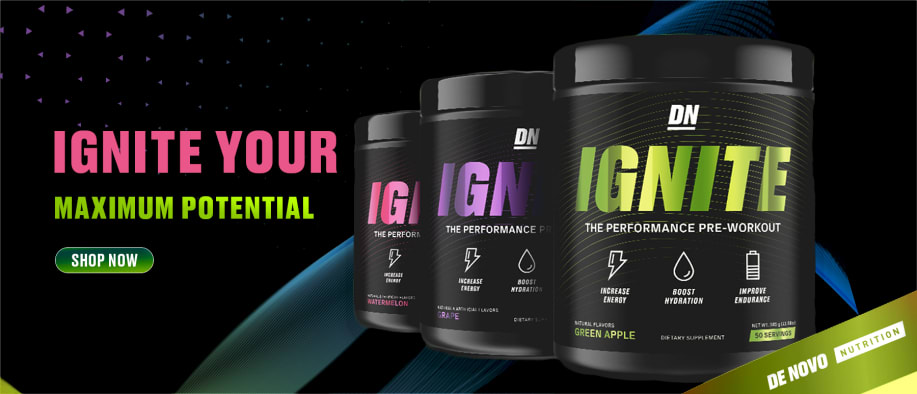 IGNITE YOUR
MAXIMUM POTENTIAL
SHOP NOW
IG
THE PERFORM
INCREASE
ENERGY
WATERMELON
DN
IGN
THE PERFORMANCE PR
INCREASE
ENERGY
BOOST
HYDRATION
GRAPE
DN
IGNITE
THE PERFORMANCE PRE-WORKOUT
INCREASE
ENERGY
BOOST
HYDRATION
IMPROVE
ENDURANCE
NATURAL FLAVORS
GREEN APPLE
DIETARY SUPPLEMENT
50 SERVINGS
DE NOVO NUTRITION